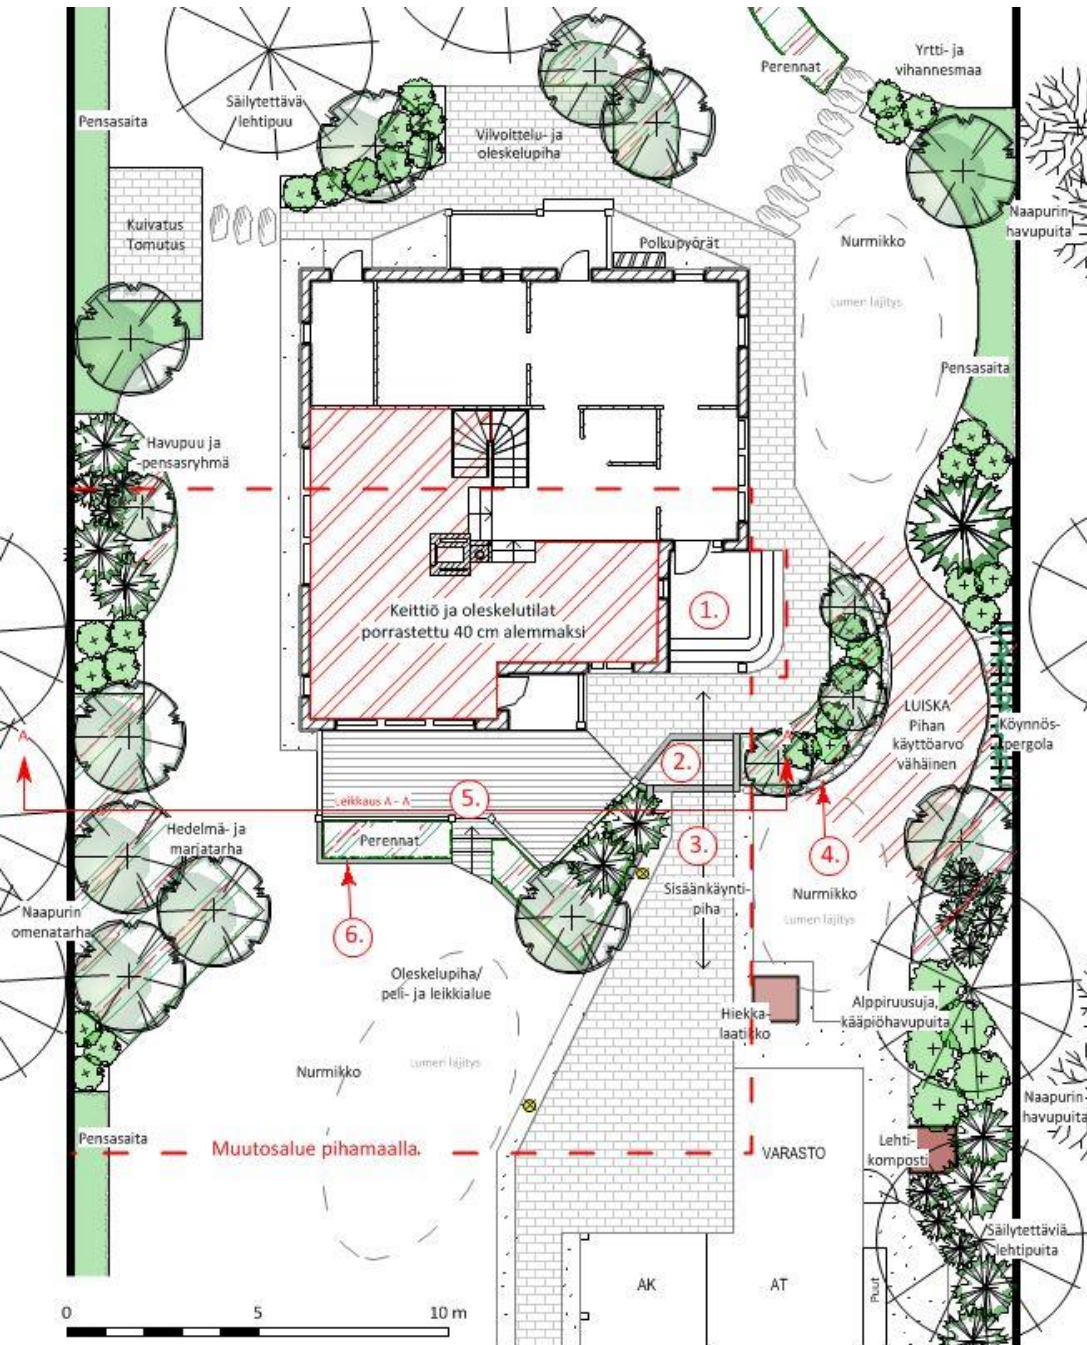 Yrtti- ja
vihannesmaa
Perennat
Säilytettävä
lehtipuu
Pensasaita
Vilvoittelu- ja
oleskelupiha
Naapurin
havupuita
Kuivatus
Tomutus
Polkupyörät
Nurmikko
Lumen läjitys
Pensasaita
Havupuu ja
-pensasryhmä
Keittiö ja oleskelutilat
porrastettu 40 cm alemmaksi
1.
LUISKA
Pihan
käyttöarvo
vähäinen
Köynnös-
pergola
A
A
2.
Leikkaus A - A
5.
Perennat
Hedelmä- ja
marjatarha
3.
4.
Sisäänkäynti-
piha
Nurmikko
Lumen läjitys
Naapurin
omenatarha
6.
Oleskelupiha/
peli- ja leikkialue
Hiekka-
laatikko
Alppiruusuja,
kääpiöhavupuita
Lumen läjitys
Nurmikko
Naapurin
havupuita
Pensasaita
Muutosalue pihamaalla.
VARASTO
Lehti-
komposti
Säilytettäviä
lehtipuita
AK
AT
Puut
0 5 10 m